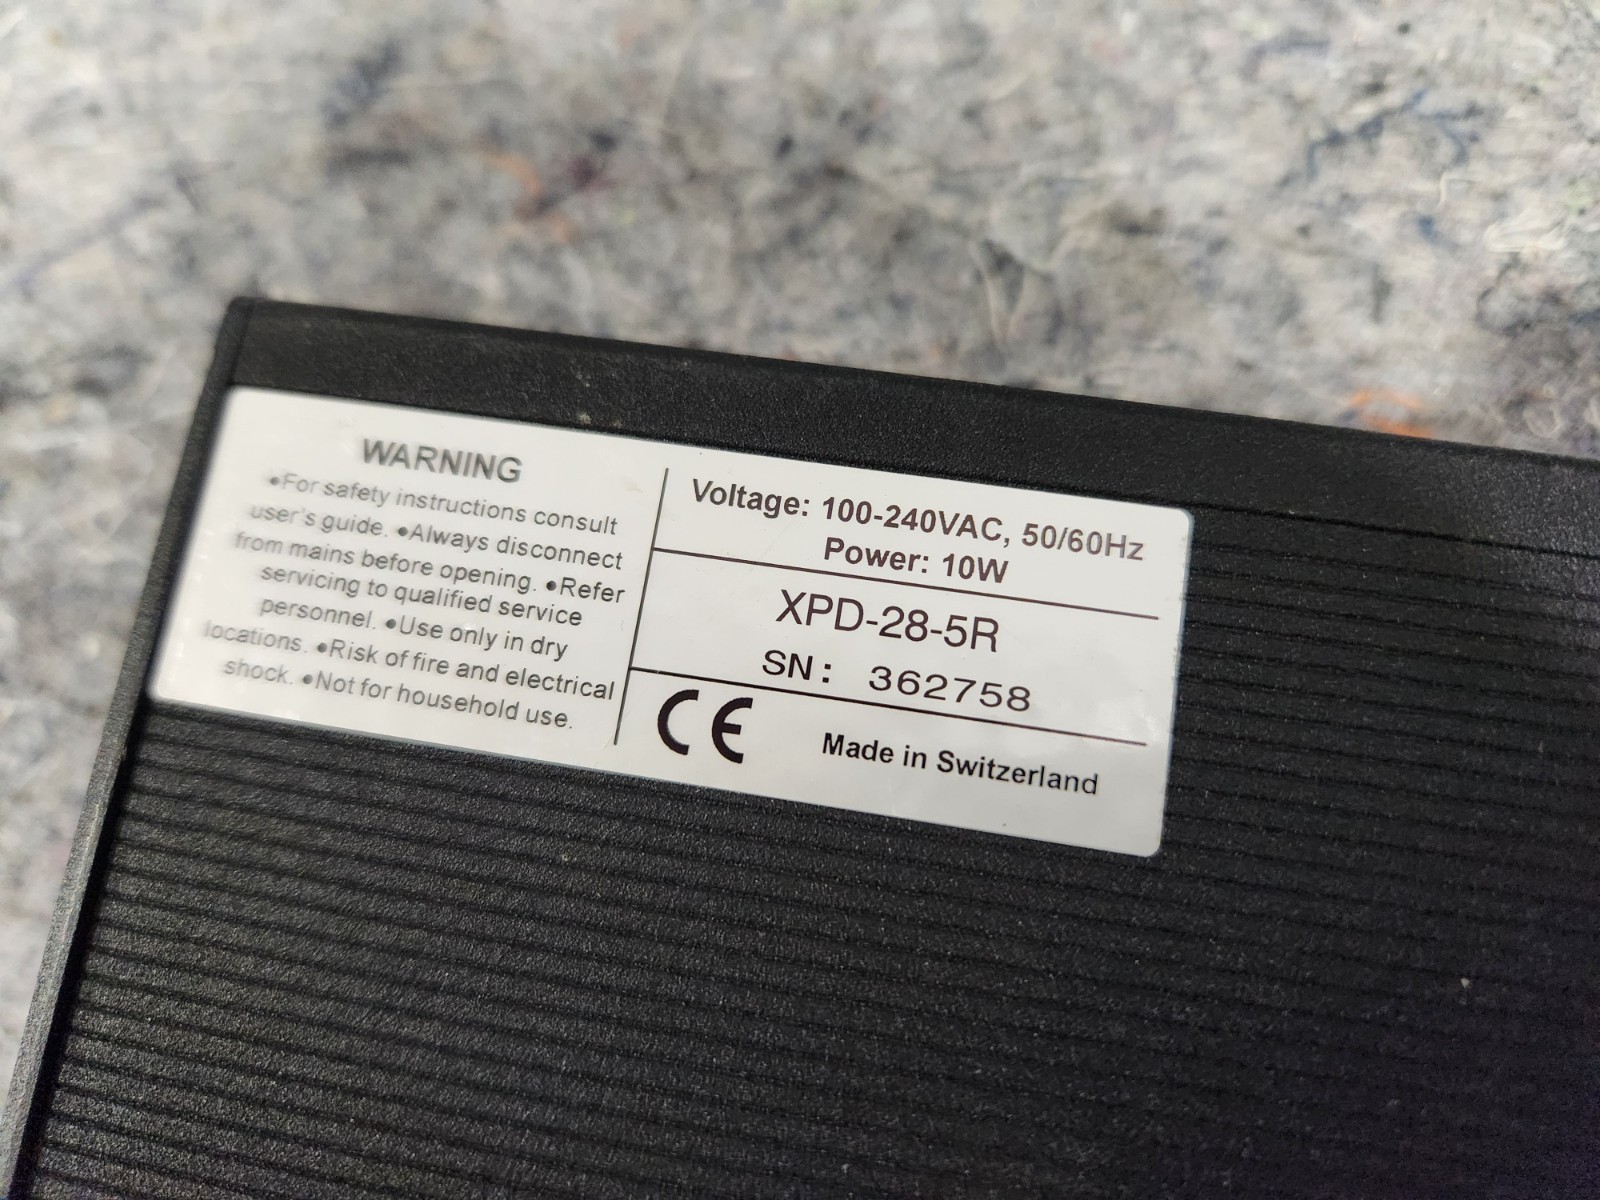 WARNING
•For safety instructions consult
user's guide. •Always disconnect
from mains before opening. •Refer
servicing to qualified service
personnel. •Use only in dry
locations. •Risk of fire and electrical
shock. •Not for household use.
Voltage: 100-240VAC, 50/60Hz
Power: 10W
XPD-28-5R
SN: 362758
CE
Made in Switzerland